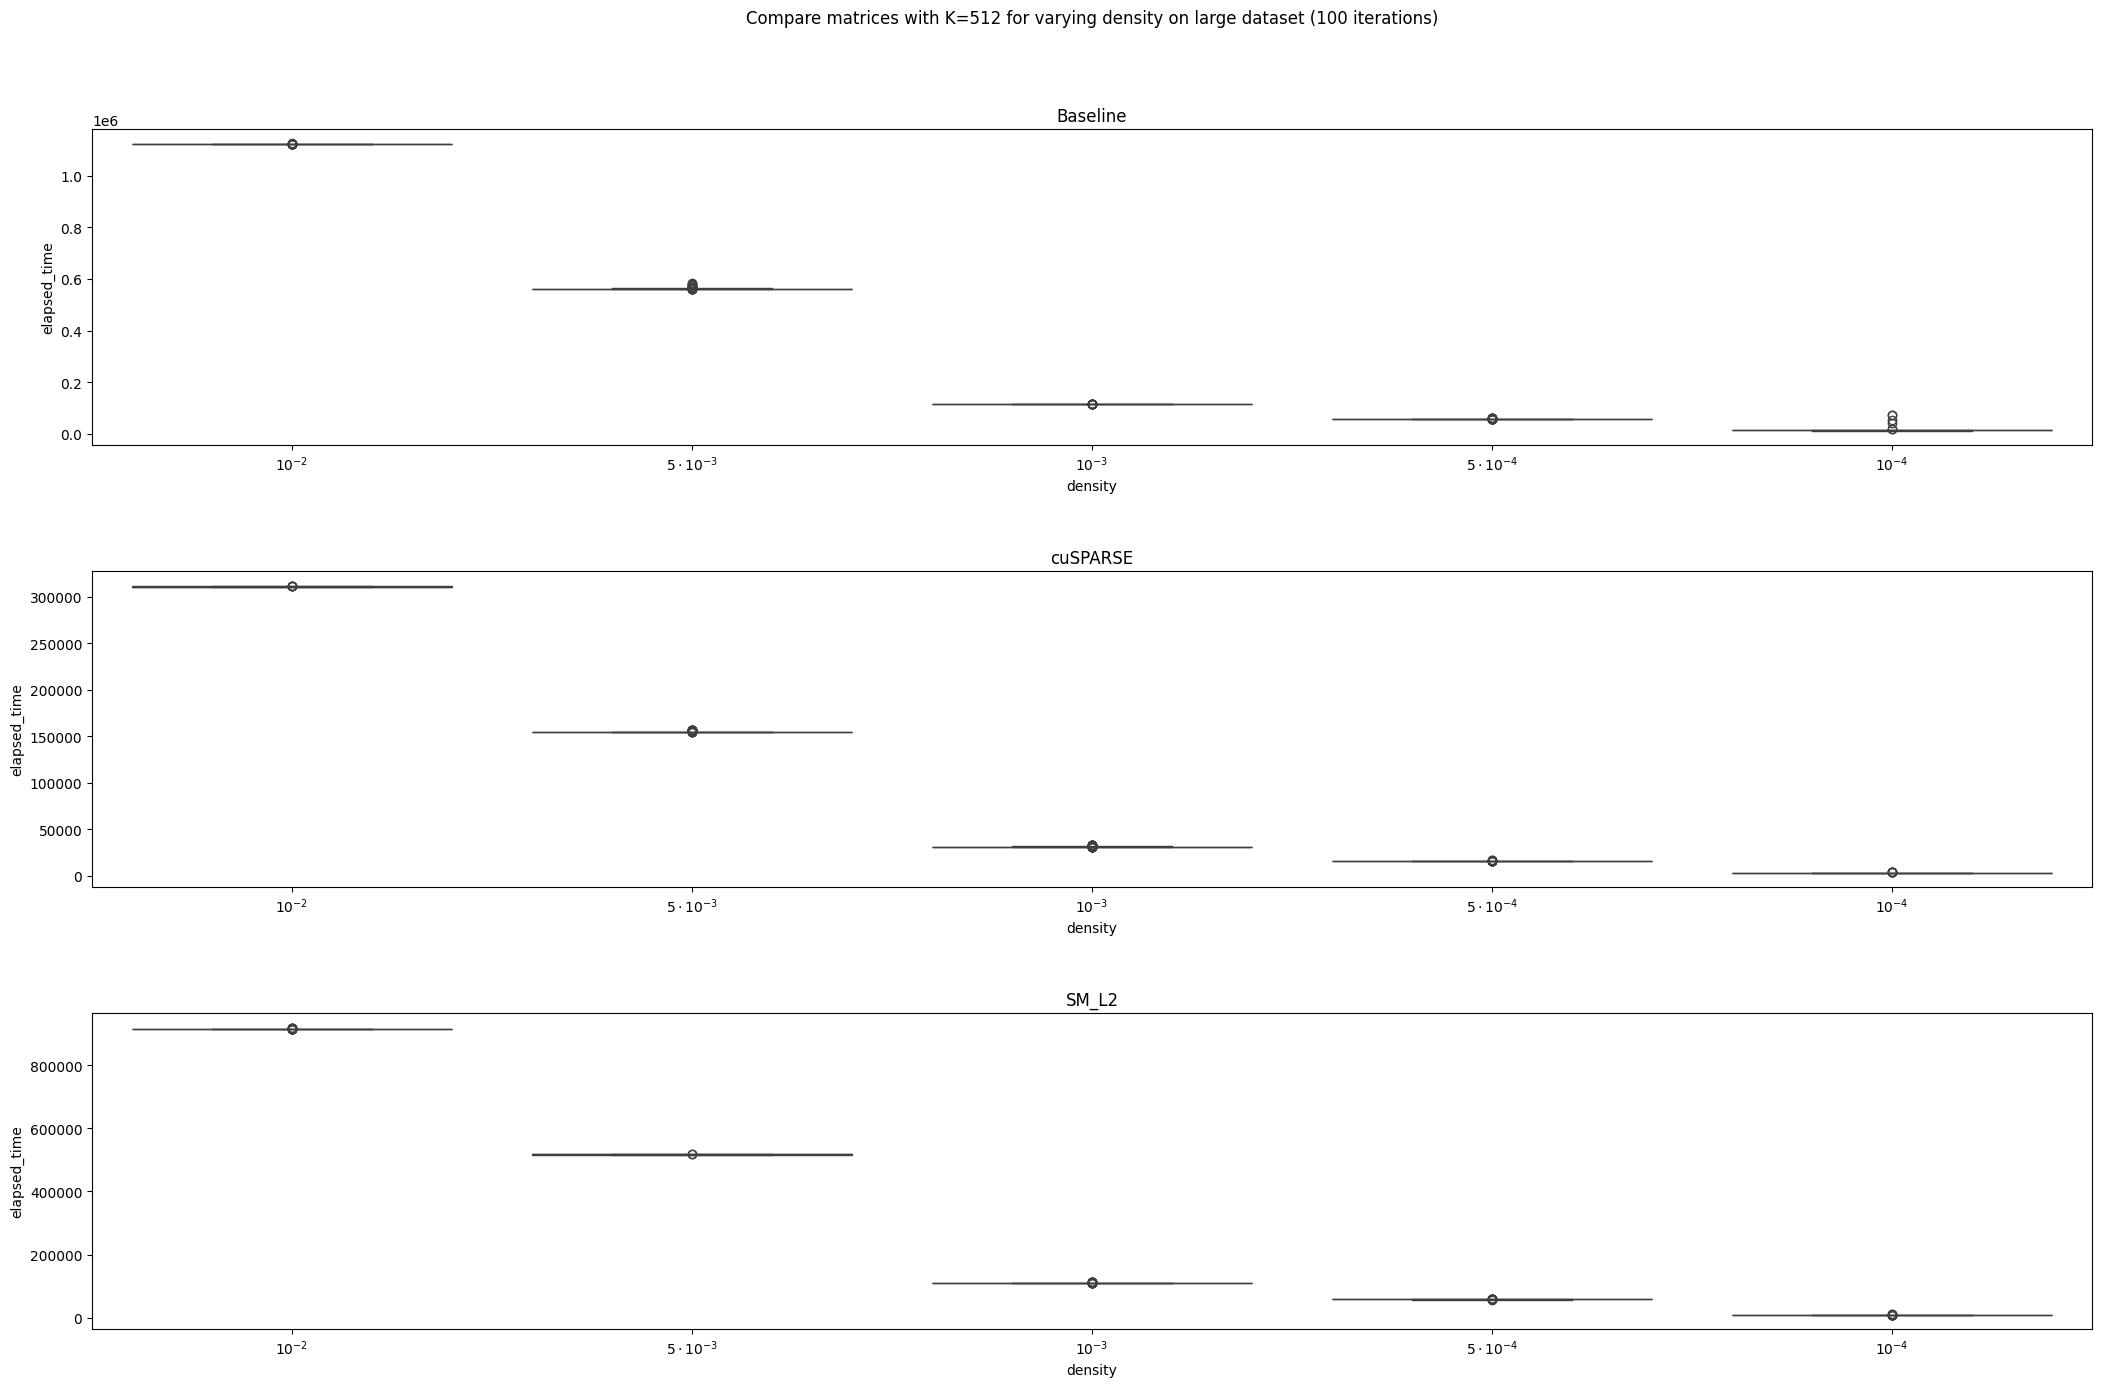 Compare matrices with K=512 for varying density on large dataset (100 iterations)
Baseline
1e6
1.0
0.8
0.6
0.4
0.2
0.0
elapsed_time
10⁻² 5·10⁻³ 10⁻³ 5·10⁻⁴ 10⁻⁴
density
cuSPARSE
300000
250000
200000
150000
100000
50000
0
elapsed_time
10⁻² 5·10⁻³ 10⁻³ 5·10⁻⁴ 10⁻⁴
density
SM_L2
800000
600000
400000
200000
0
elapsed_time
10⁻² 5·10⁻³ 10⁻³ 5·10⁻⁴ 10⁻⁴
density